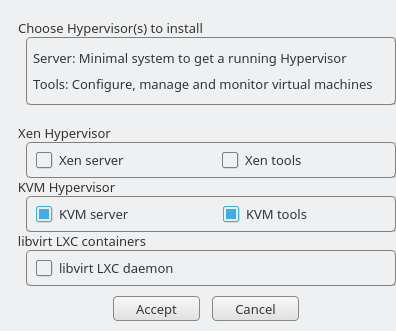 Choose Hypervisor(s) to install
Server: Minimal system to get a running Hypervisor
Tools: Configure, manage and monitor virtual machines
Xen Hypervisor
Xen server Xen tools
KVM Hypervisor
KVM server KVM tools
libvirt LXC containers
libvirt LXC daemon
Accept Cancel